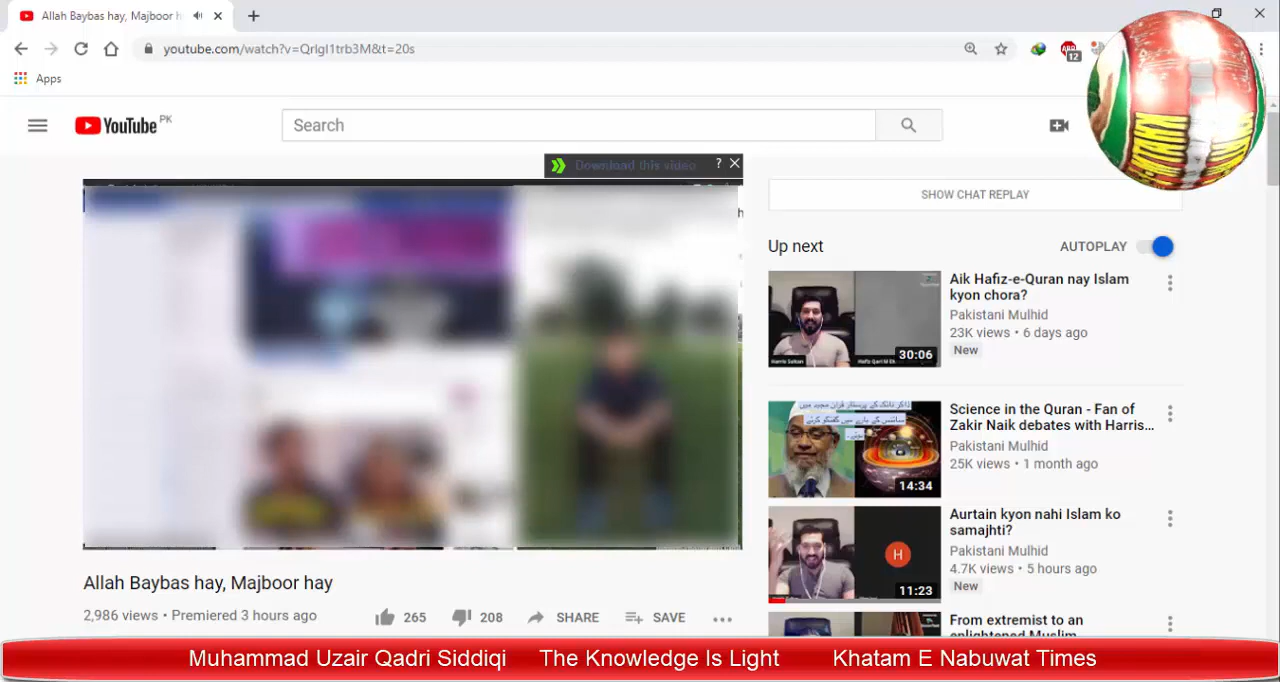 Allah Baybas hay, Majboor h
youtube.com/watch?v=QrlgI1trb3M&t=20s
12
Apps
YouTube PK
Search
Download this video ?
SHOW CHAT REPLAY
Up next
AUTOPLAY
Aik Hafiz-e-Quran nay Islam
kyon chora?
Pakistani Mulhid
23K views • 6 days ago
New
30:06
Science in the Quran - Fan of
Zakir Naik debates with Harris...
Pakistani Mulhid
25K views • 1 month ago
14:34
Aurtain kyon nahi Islam ko
samajhti?
Pakistani Mulhid
4.7K views • 5 hours ago
New
H
11:23
From extremist to an
enlightened Muslim
Allah Baybas hay, Majboor hay
2,986 views • Premiered 3 hours ago
265
208
SHARE
SAVE
Muhammad Uzair Qadri Siddiqi The Knowledge Is Light Khatam E Nabuwat Times